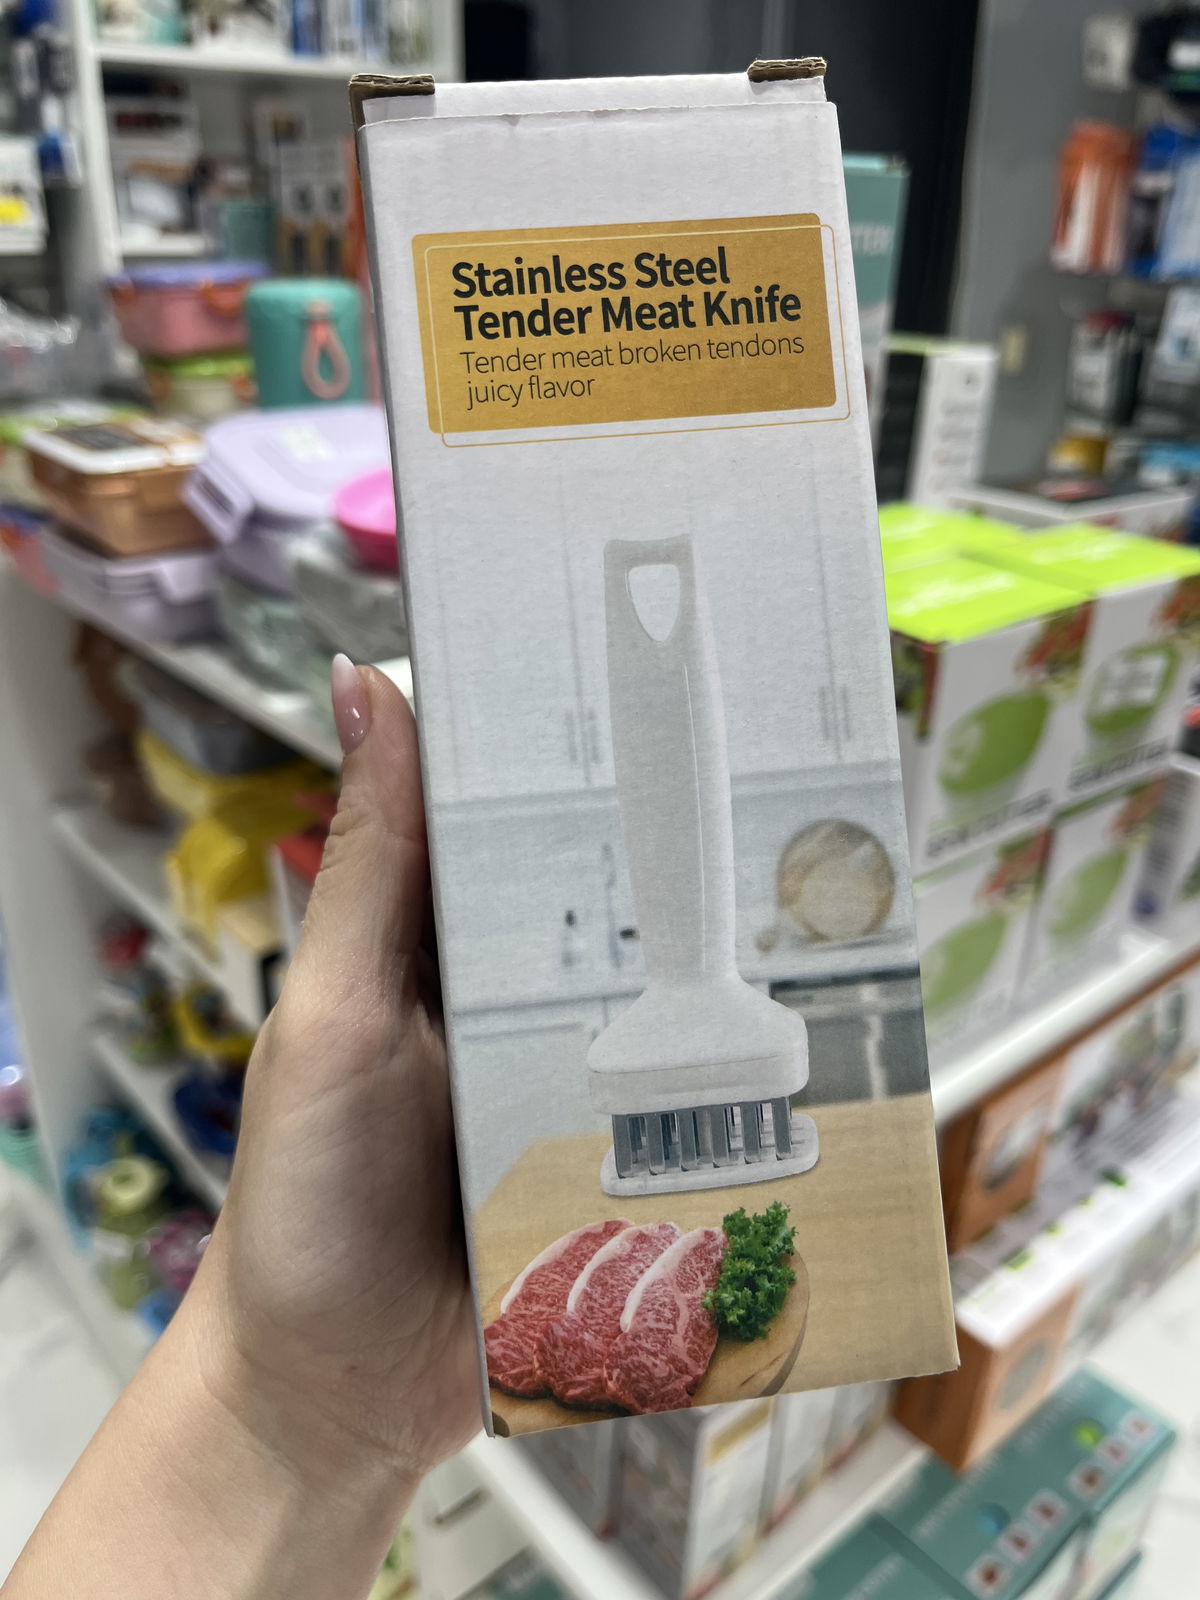 Stainless Steel
Tender Meat Knife
Tender meat broken tendons
juicy flavor